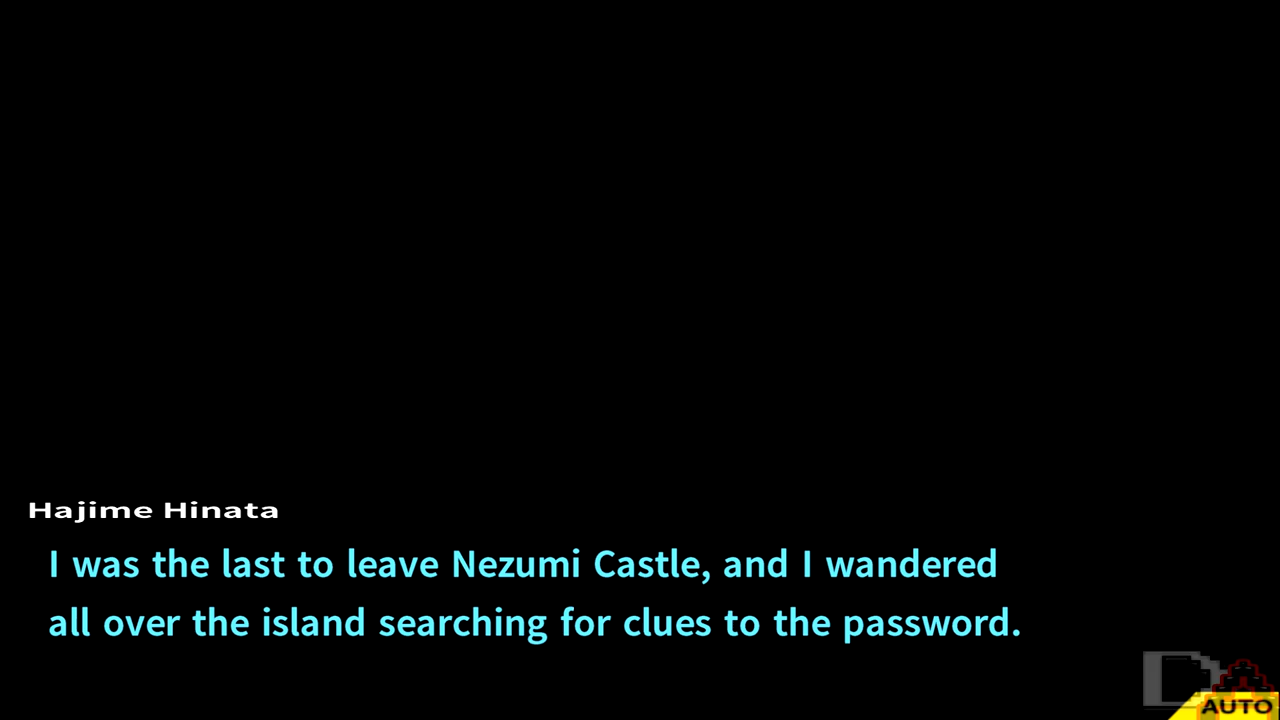 Hajime Hinata
I was the last to leave Nezumi Castle, and I wandered
all over the island searching for clues to the password.
AUTO